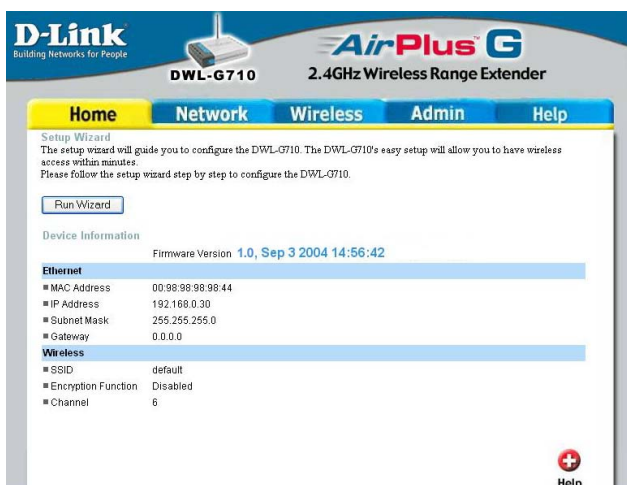 D-Link
Building Networks for People
DWL-G710
AirPlus G
2.4GHz Wireless Range Extender
Home Network Wireless Admin Help
Setup Wizard
The setup wizard will guide you to configure the DWL-G710. The DWL-G710's easy setup will allow you to have wireless
access within minutes.
Please follow the setup wizard step by step to configure the DWL-G710.
Run Wizard
Device Information
Firmware Version 1.0, Sep 3 2004 14:56:42
Ethernet
MAC Address 00:98:98:98:98:44
IP Address 192.168.0.30
Subnet Mask 255.255.255.0
Gateway 0.0.0.0
Wireless
SSID default
Encryption Function Disabled
Channel 6
Help